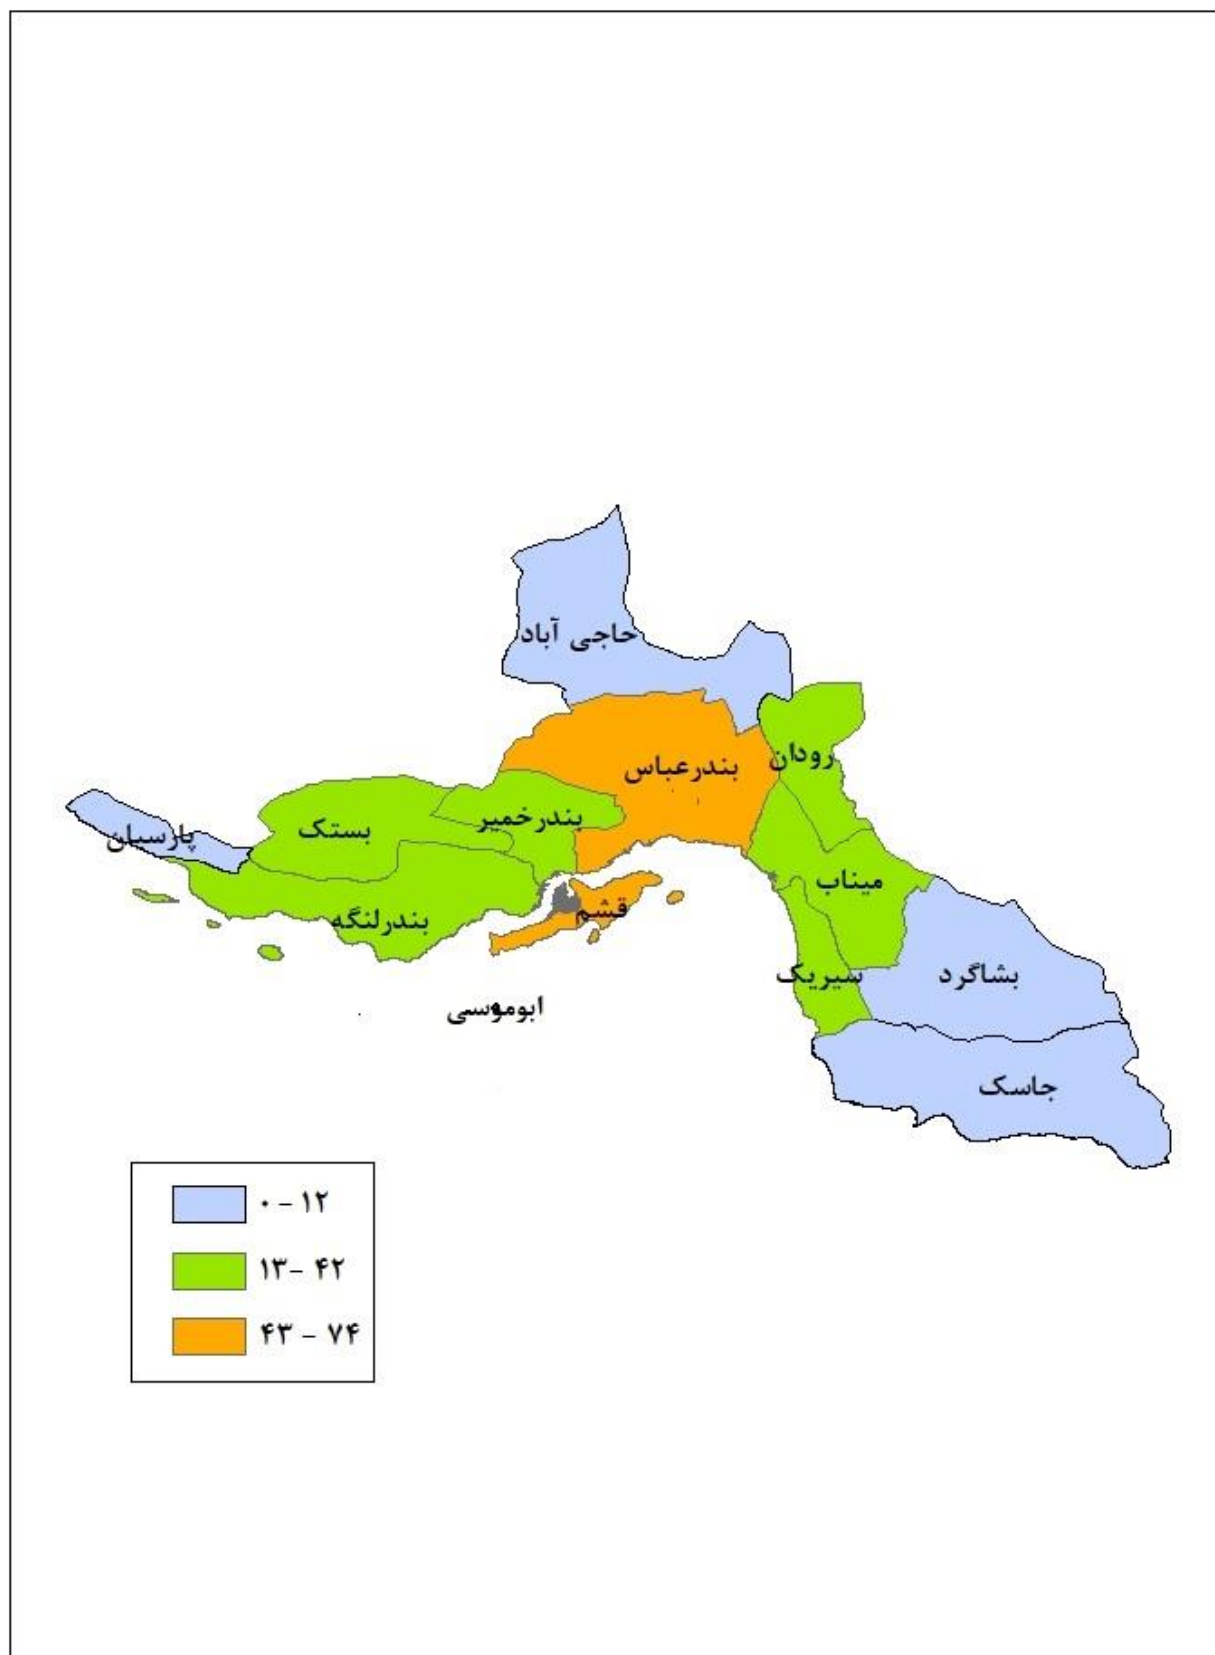 حاجی آباد
رودان
بندرعباس
بندرخمیر
بستک
پارسیان
میناب
قشم
بندرلنگه
سیریک
بشاگرد
ابوموسی
جاسک
۰ - ۱۲
۱۳ - ۴۲
۴۳ - ۷۴